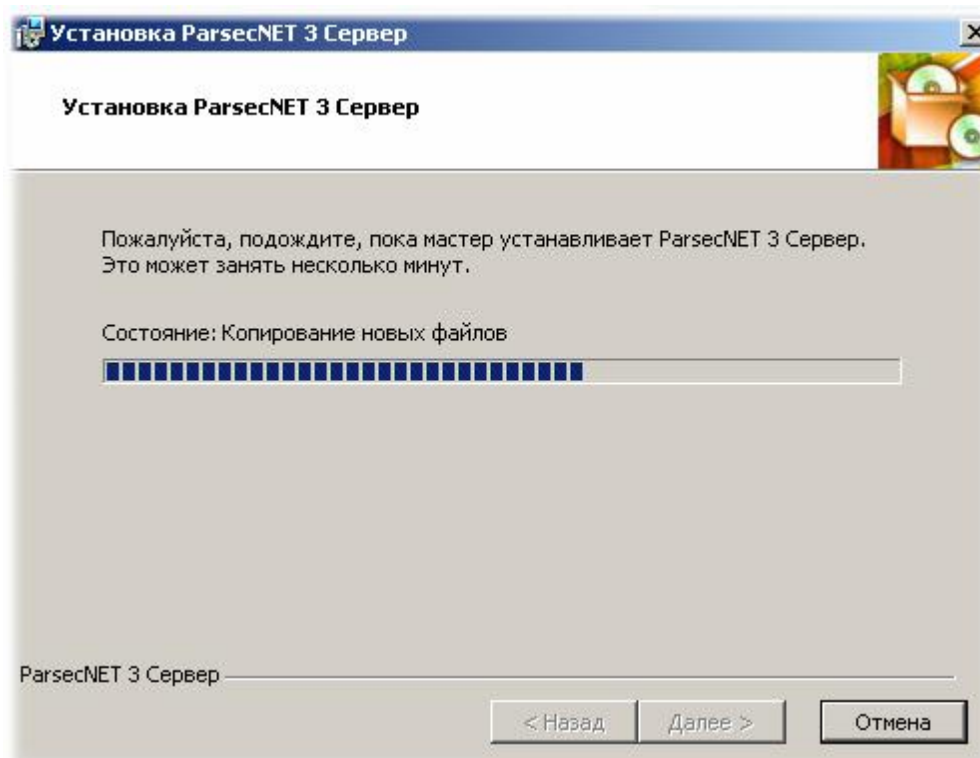 Установка ParsecNET 3 Сервер
Установка ParsecNET 3 Сервер
Пожалуйста, подождите, пока мастер устанавливает ParsecNET 3 Сервер.
Это может занять несколько минут.
Состояние: Копирование новых файлов
ParsecNET 3 Сервер
< Назад
Далее >
Отмена